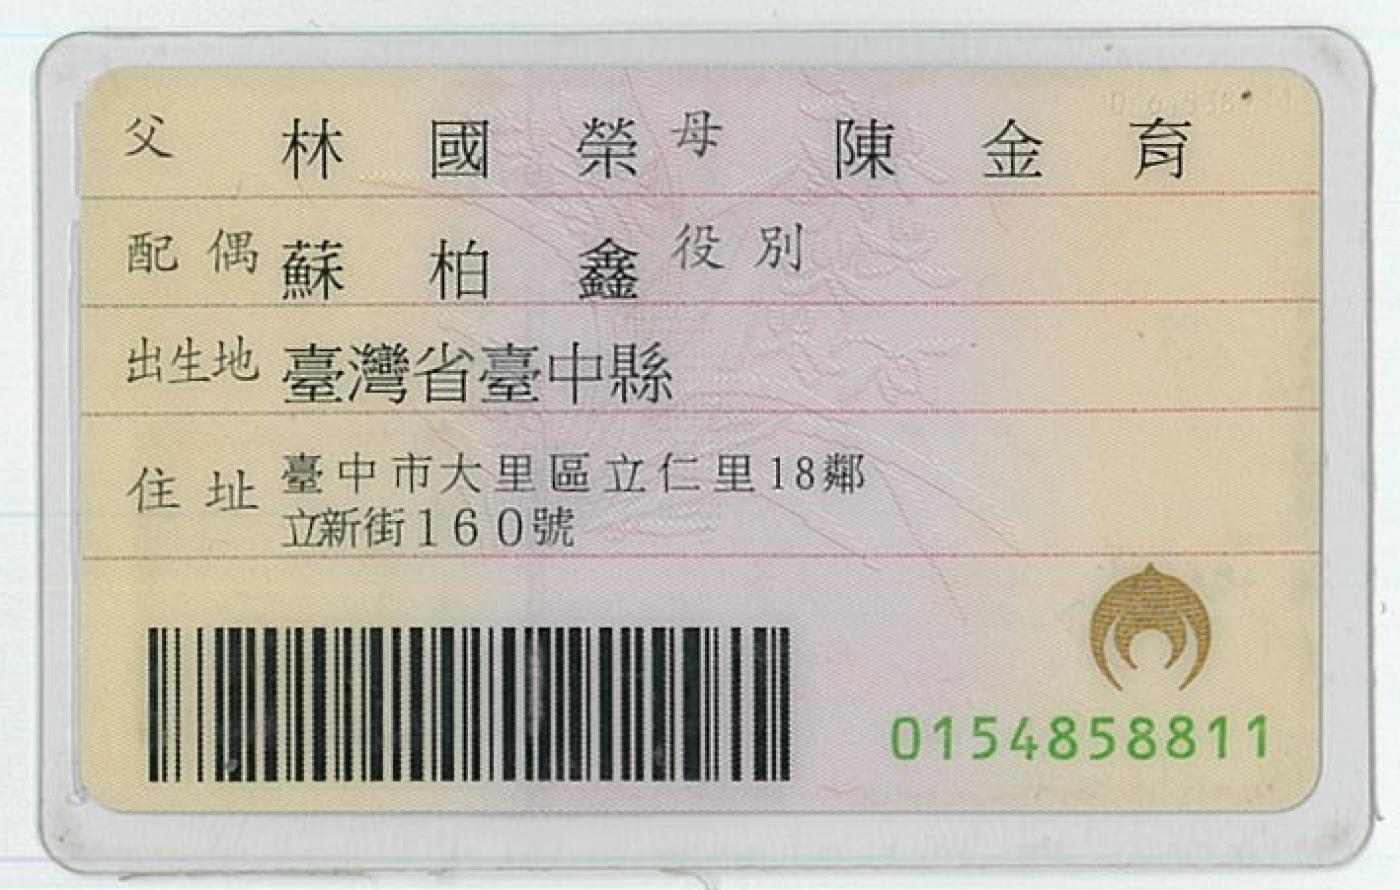 父 林國榮 母 陳金育
配偶 蘇柏鑫 役別
出生地 臺灣省臺中縣
住址 臺中市大里區立仁里18鄰
立新街160號
0154858811